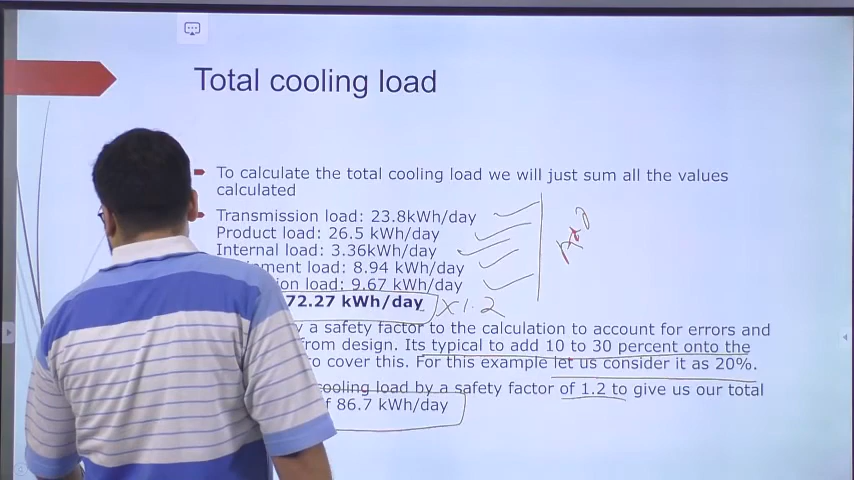 Total cooling load
To calculate the total cooling load we will just sum all the values
calculated
Transmission load: 23.8kWh/day
Product load: 26.5 kWh/day
Internal load: 3.36kWh/day
load: 8.94 kWh/day
load: 9.67 kWh/day
72.27 kWh/day X1.2
a safety factor to the calculation to account for errors and
from design. Its typical to add 10 to 30 percent onto the
to cover this. For this example let us consider it as 20%.
cooling load by a safety factor of 1.2 to give us our total
86.7 kWh/day